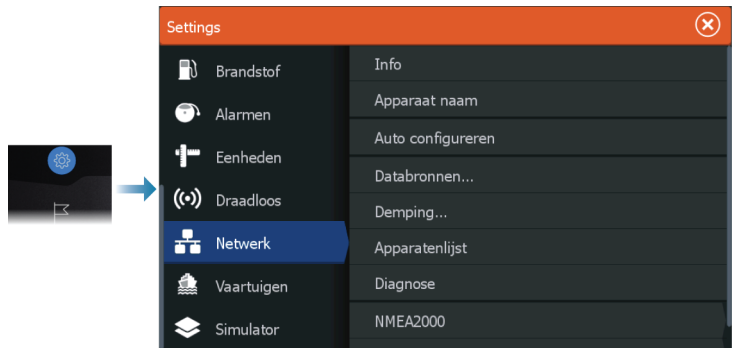 Settings
Brandstof
Alarmen
Eenheden
Draadloos
Netwerk
Vaartuigen
Simulator
Info
Apparaat naam
Auto configureren
Databronnen...
Demping...
Apparatenlijst
Diagnose
NMEA2000